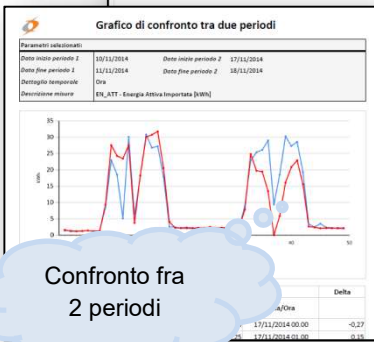 Grafico di confronto tra due periodi
Parametri selezionati:
Data inizio periodo 1 10/11/2014 Data inizio periodo 2 17/11/2014
Data fine periodo 1 11/11/2014 Data fine periodo 2 18/11/2014
Dettaglio temporale Ora
Descrizione misura EN_ATT - Energia Attiva Importata [kWh]
35
30
25
20
15
10
5
0
40
50
Confronto fra
2 periodi
Delta
/Ora
17/11/2014 00.00 -0,27
25 17/11/2014 01.00 0,15